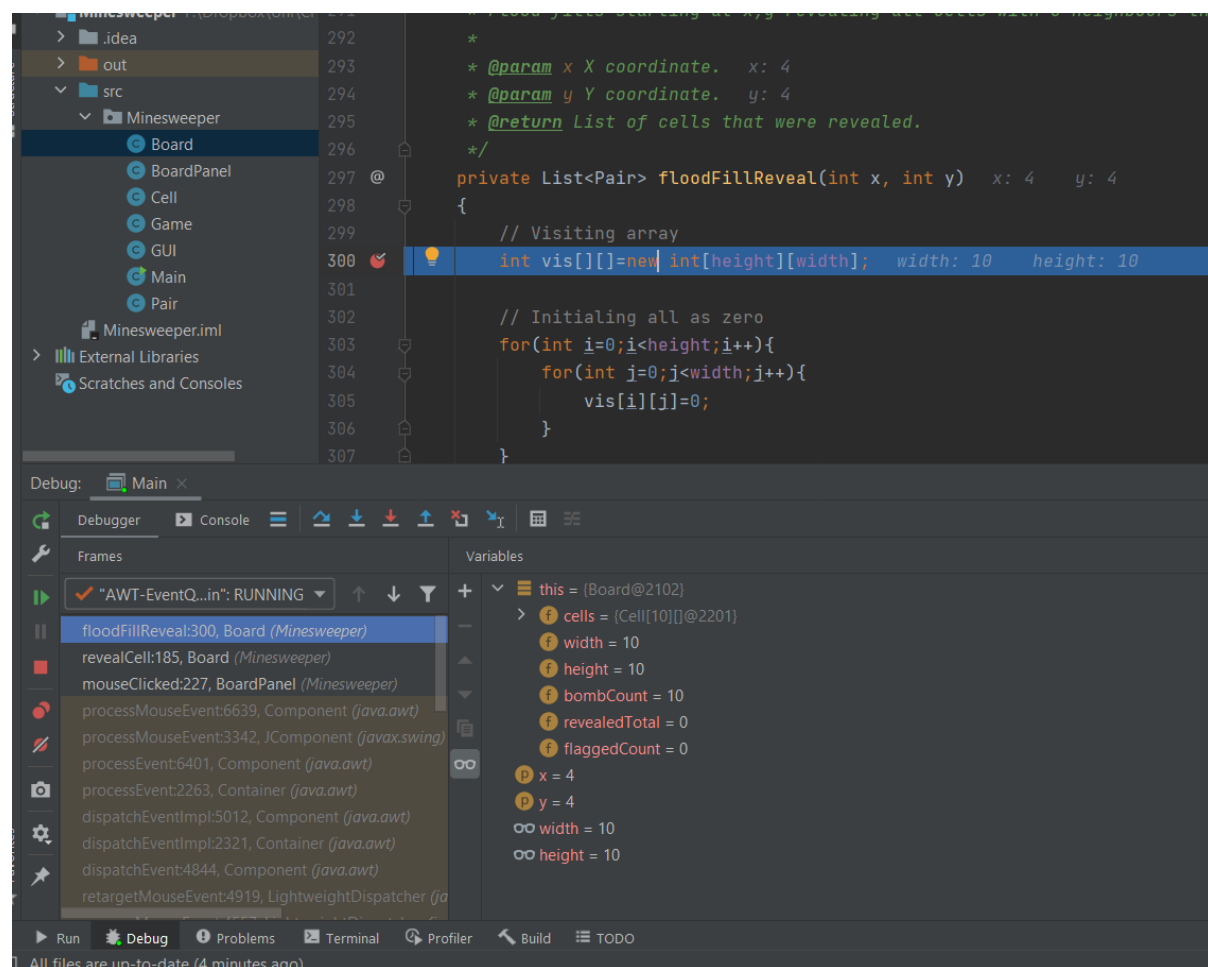 Minesweeper
.idea
out
src
Minesweeper
Board
BoardPanel
Cell
Game
GUI
Main
Pair
Minesweeper.iml
External Libraries
Scratches and Consoles
292 *
293 * @param x X coordinate. x: 4
294 * @param y Y coordinate. y: 4
295 * @return List of cells that were revealed.
296 */
297 @ private List<Pair> floodFillReveal(int x, int y) x: 4 y: 4
298 {
299 // Visiting array
300 int vis[][]=new int[height][width]; width: 10 height: 10
301
302 // Initialing all as zero
303 for(int i=0;i<height;i++){
304 for(int j=0;j<width;j++){
305 vis[i][j]=0;
306 }
307 }
Debug: Main
Debugger Console
Frames
"AWT-EventQ...in": RUNNING
floodFillReveal:300, Board (Minesweeper)
revealCell:185, Board (Minesweeper)
mouseClicked:227, BoardPanel (Minesweeper)
processMouseEvent:6639, Component (java.awt)
processMouseEvent:3342, JComponent (javax.swing)
processEvent:6401, Component (java.awt)
processEvent:2263, Container (java.awt)
dispatchEventImpl:5012, Component (java.awt)
dispatchEventImpl:2321, Container (java.awt)
dispatchEvent:4844, Component (java.awt)
retargetMouseEvent:4919, LightweightDispatcher (ja
Variables
this = {Board@2102}
cells = {Cell[10][]@2201}
width = 10
height = 10
bombCount = 10
revealedTotal = 0
flaggedCount = 0
x = 4
y = 4
width = 10
height = 10
Run Debug Problems Terminal Profiler Build TODO
All files are up-to-date (4 minutes ago)